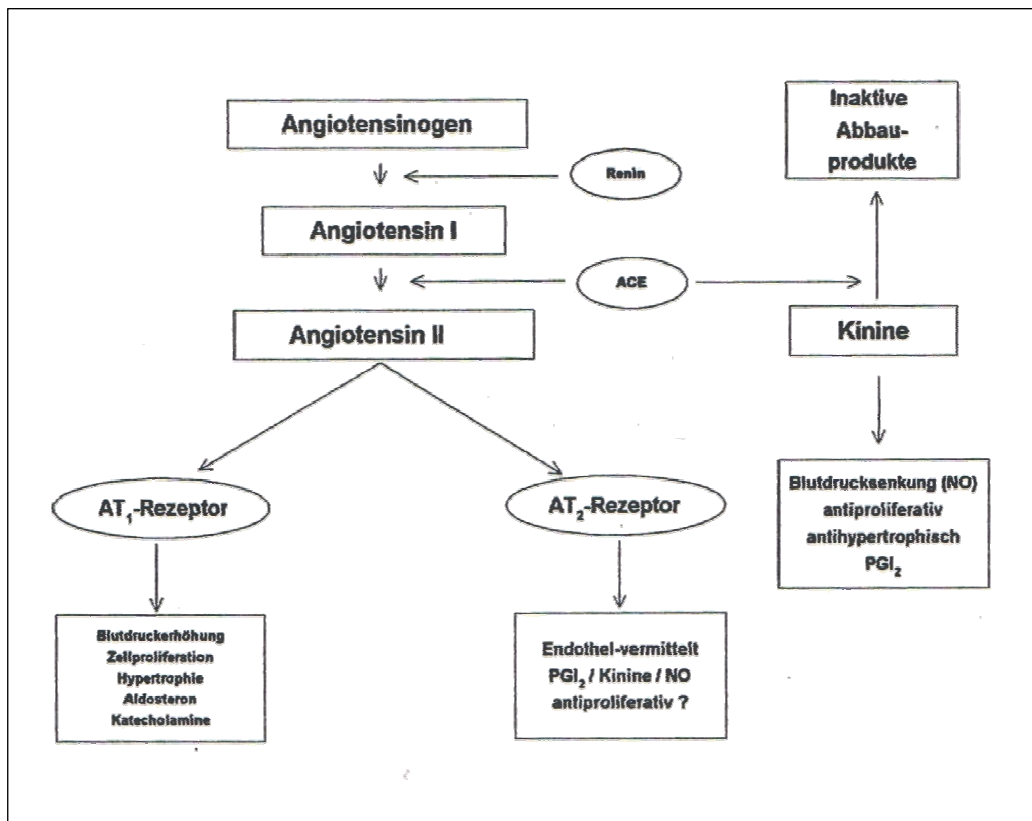 Angiotensinogen
Renin
Angiotensin I
ACE
Angiotensin II
Inaktive
Abbau-
produkte
Kinine
AT₁-Rezeptor
AT₂-Rezeptor
Blutdrucksenkung (NO)
antiproliferativ
antihypertrophisch
PGI₂
Blutdruckerhöhung
Zellproliferation
Hypertrophie
Aldosteron
Katecholamine
Endothel-vermittelt
PGI₂ / Kinine / NO
antiproliferativ ?